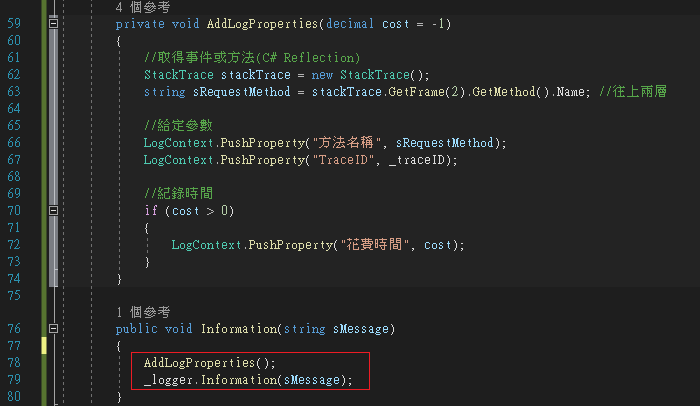 4 個參考
59 private void AddLogProperties(decimal cost = -1)
60 {
61 //取得事件或方法(C# Reflection)
62 StackTrace stackTrace = new StackTrace();
63 string sRequestMethod = stackTrace.GetFrame(2).GetMethod().Name; //往上兩層
64
65 //給定參數
66 LogContext.PushProperty("方法名稱", sRequestMethod);
67 LogContext.PushProperty("TraceID", _traceID);
68
69 //紀錄時間
70 if (cost > 0)
71 {
72 LogContext.PushProperty("花費時間", cost);
73 }
74 }
75
1 個參考
76 public void Information(string sMessage)
77 {
78 AddLogProperties();
79 _logger.Information(sMessage);
80 }